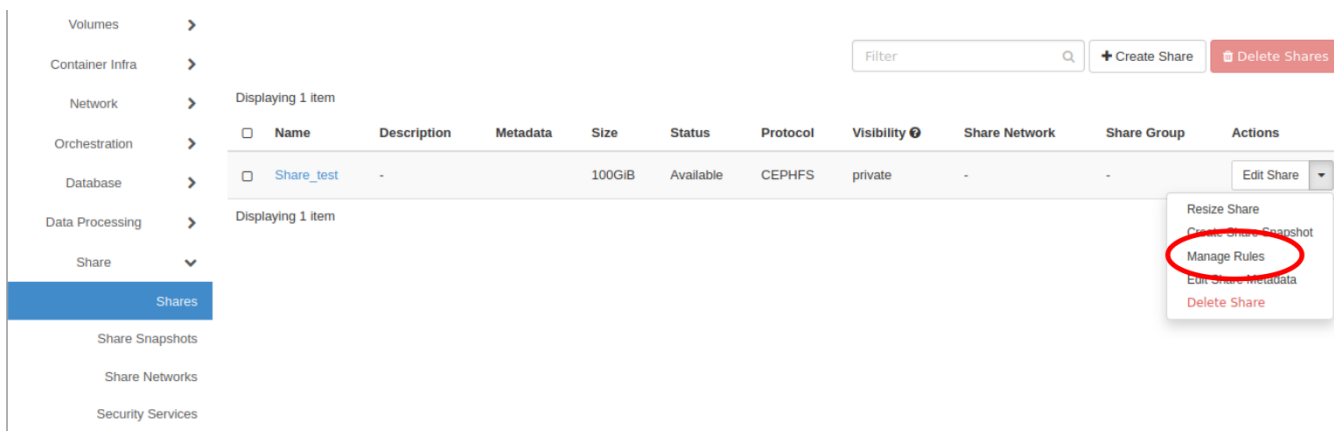 Volumes
Container Infra
Network
Orchestration
Database
Data Processing
Share
Shares
Share Snapshots
Share Networks
Security Services
Filter
Create Share
Delete Shares
Displaying 1 item
Name Description Metadata Size Status Protocol Visibility Share Network Share Group Actions
Share_test - 100GiB Available CEPHFS private - - Edit Share
Displaying 1 item
Resize Share
Create Share Snapshot
Manage Rules
Edit Share Metadata
Delete Share